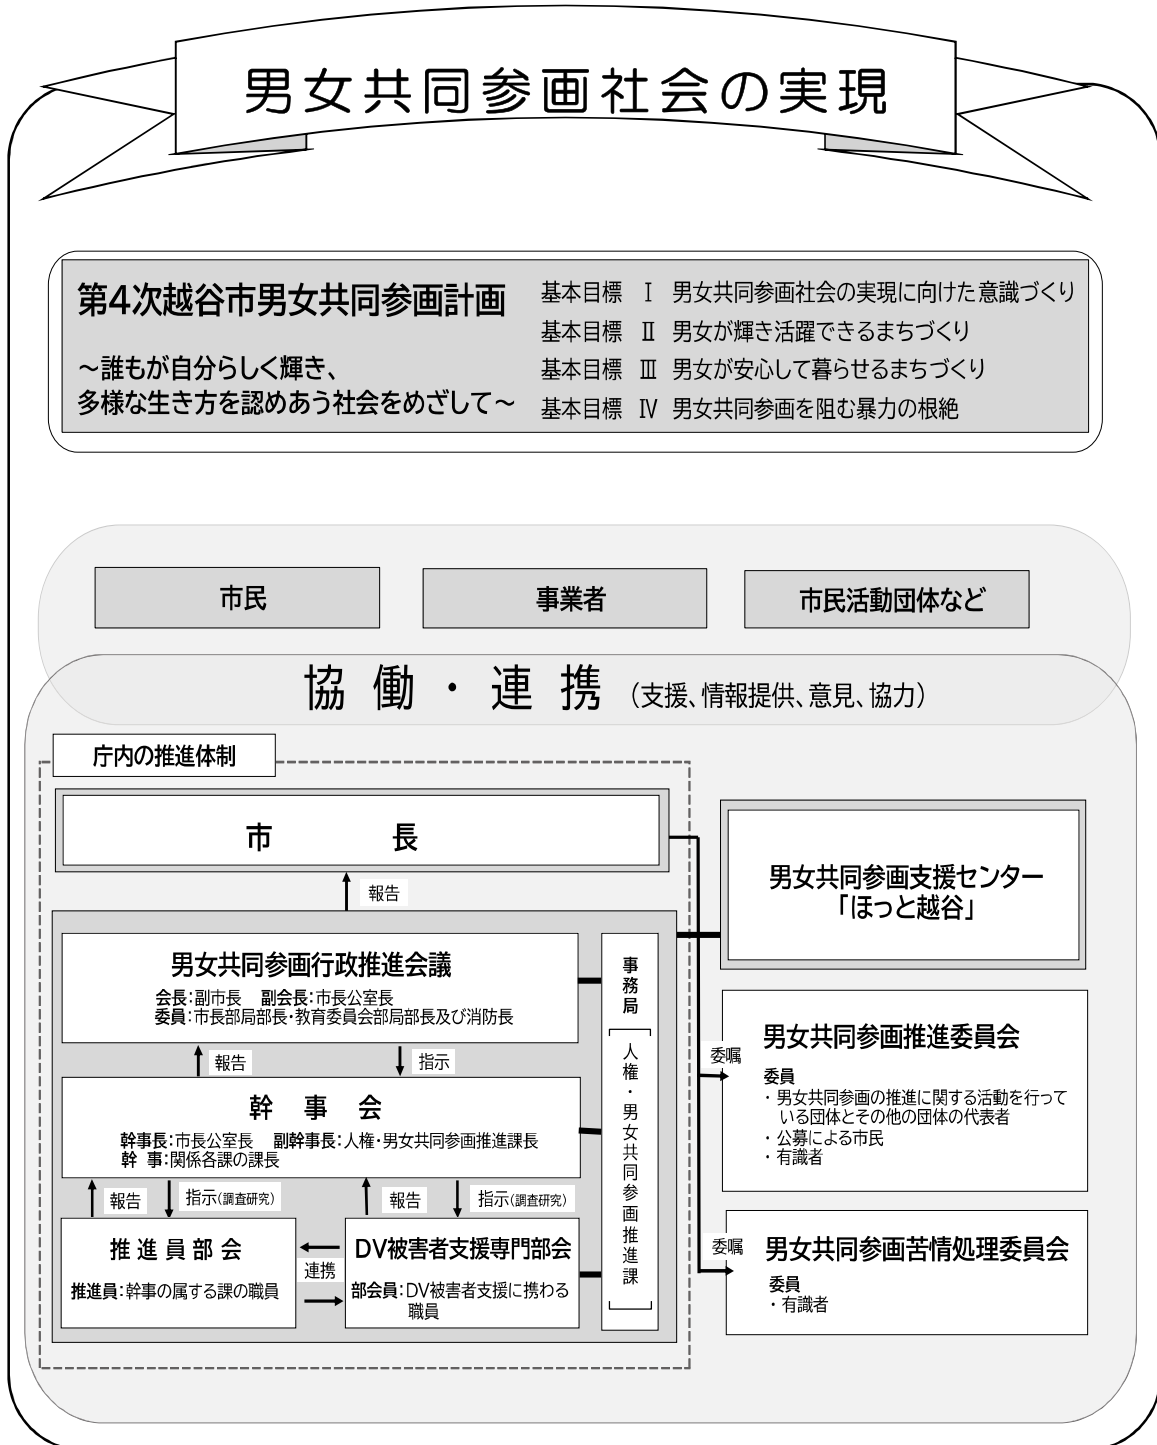 男女共同参画社会の実現
第4次越谷市男女共同参画計画
～誰もが自分らしく輝き、
多様な生き方を認めあう社会をめざして～
基本目標 Ⅰ 男女共同参画社会の実現に向けた意識づくり
基本目標 Ⅱ 男女が輝き活躍できるまちづくり
基本目標 Ⅲ 男女が安心して暮らせるまちづくり
基本目標 Ⅳ 男女共同参画を阻む暴力の根絶
市民
事業者
市民活動団体など
協働・連携（支援、情報提供、意見、協力）
庁内の推進体制
市長
報告
男女共同参画行政推進会議
会長：副市長 副会長：市長公室長
委員：市長部局部長・教育委員会部局部長及び消防長
報告
指示
幹事会
幹事長：市長公室長 副幹事長：人権・男女共同参画推進課長
幹事：関係各課の課長
報告
指示（調査研究）
報告
指示（調査研究）
推進員部会
推進員：幹事の属する課の職員
連携
DV被害者支援専門部会
部会員：DV被害者支援に携わる
職員
事務局
［人権・男女共同参画推進課］
男女共同参画支援センター
「ほっと越谷」
委嘱
男女共同参画推進委員会
委員
・男女共同参画の推進に関する活動を行って
いる団体とその他の団体の代表者
・公募による市民
・有識者
委嘱
男女共同参画苦情処理委員会
委員
・有識者